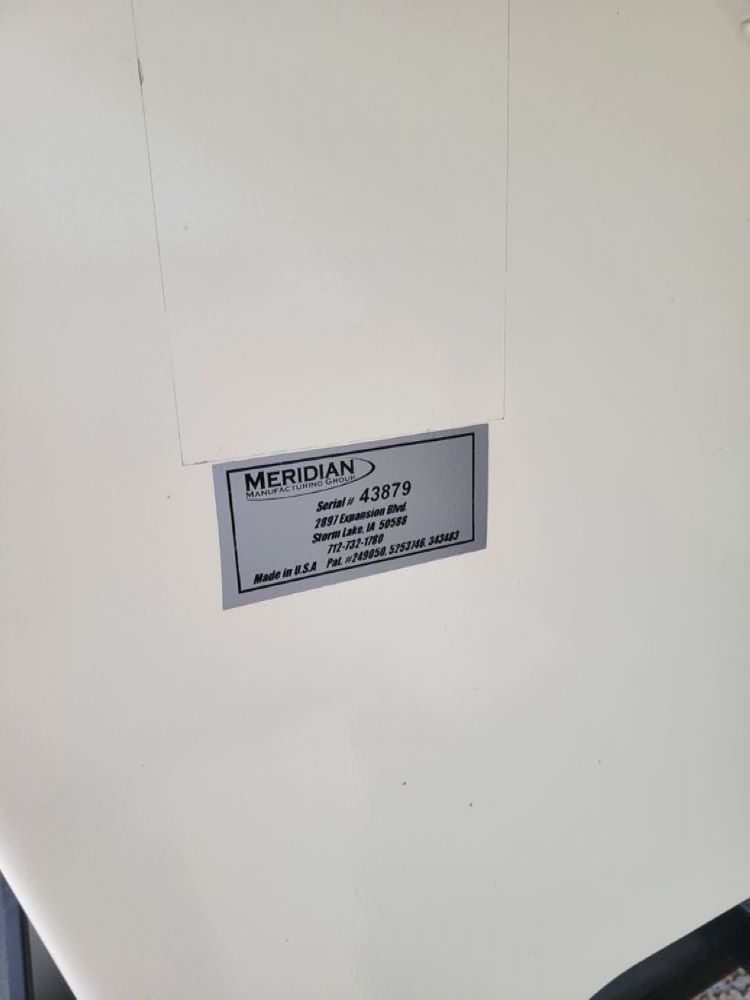 MERIDIAN
MANUFACTURING GROUP
Serial # 43879
2897 Expansion Blvd.
Storm Lake, IA 50588
712-732-1780
Made in U.S.A Pat. #249050, 5253746, 343483